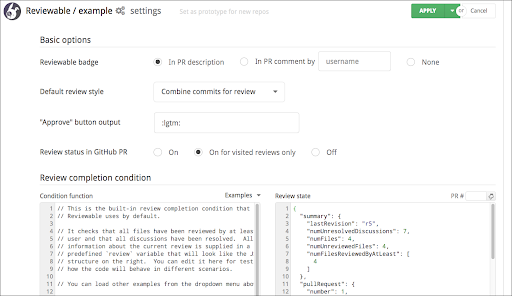 Reviewable / example settings Set as prototype for new repos APPLY or Cancel
Basic options
Reviewable badge In PR description In PR comment by username None
Default review style Combine commits for review
"Approve" button output :lgtm:
Review status in GitHub PR On On for visited reviews only Off
Review completion condition
Condition function Examples Review state PR #
1 // This is the built-in review completion condition that
2 // Reviewable uses by default.
3
4 // It checks that all files have been reviewed by at leas
5 // user and that all discussions have been resolved. All
6 // information about the current review is supplied in a
7 // predefined `review` variable that will look like the J
8 // structure on the right. You can edit it here for test
9 // how the code will behave in different scenarios.
10
11 // You can load other examples from the dropdown menu abo
1 {
2 "summary": {
3 "lastRevision": "r5",
4 "numUnresolvedDiscussions": 7,
5 "numFiles": 4,
6 "numUnreviewedFiles": 4,
7 "numFilesReviewedByAtLeast": [
8 4
9 ]
10 },
11 "pullRequest": {
12 "number": 1,